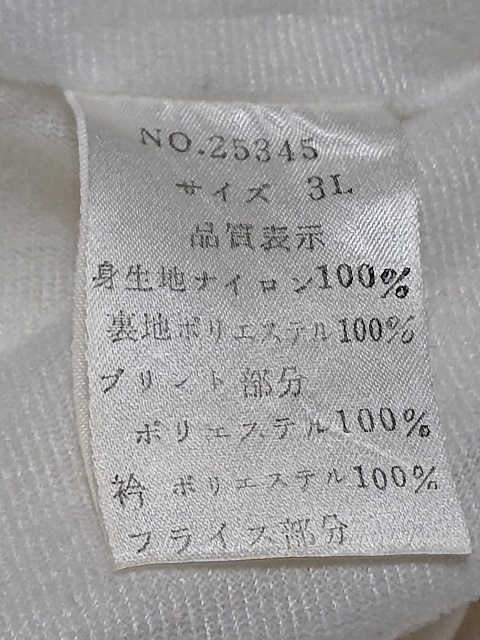 NO.25345
サイズ 3L
品質表示
身生地ナイロン100%
裏地ポリエステル100%
プリント部分
ポリエステル100%
衿 ポリエステル100%
フライス部分